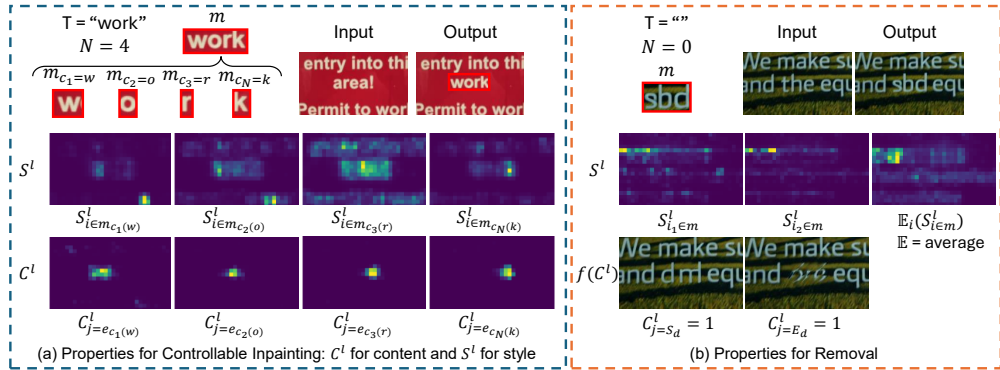 T = “work”
N = 4
m
work
m_{c_1=w} m_{c_2=o} m_{c_3=r} m_{c_N=k}
w o r k
Input Output
entry into thi
area!
Permit to work
entry into thi
work
Permit to work
S^l
S^l_{i∈m_{c_1(w)}} S^l_{i∈m_{c_2(o)}} S^l_{i∈m_{c_3(r)}} S^l_{i∈m_{c_N(k)}}
C^l
C^l_{j=e_{c_1(w)}} C^l_{j=e_{c_2(o)}} C^l_{j=e_{c_3(r)}} C^l_{j=e_{c_N(k)}}
(a) Properties for Controllable Inpainting: C^l for content and S^l for style
T = “”
N = 0
m
sbd
Input Output
We make su
and the equ
We make su
and sbd equ
S^l
S^l_{i_1∈m} S^l_{i_2∈m} 𝔼_i(S^l_{i∈m})
𝔼 = average
f(C^l)
We make su
and equ
We make su
and equ
C^l_{j=S_d} = 1 C^l_{j=E_d} = 1
(b) Properties for Removal